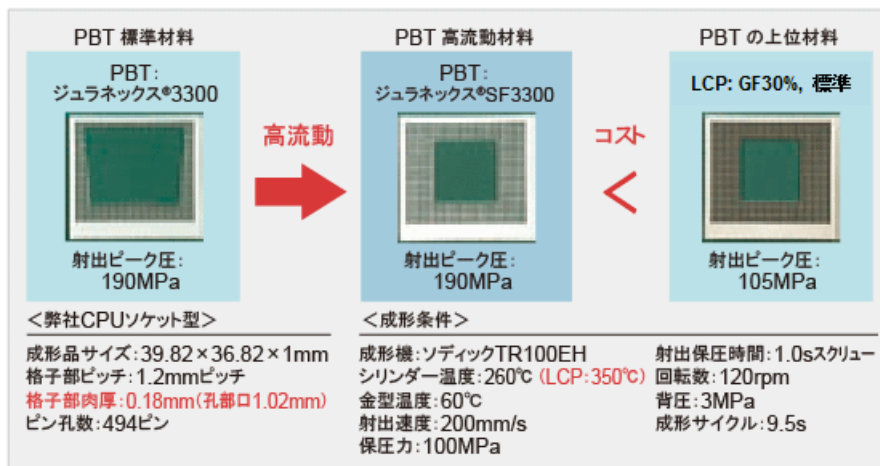 PBT 標準材料
PBT:
ジュラネックス®3300
射出ピーク圧:
190MPa
高流動
PBT 高流動材料
PBT:
ジュラネックス®SF3300
射出ピーク圧:
190MPa
コスト
<
PBT の上位材料
LCP: GF30%, 標準
射出ピーク圧:
105MPa
<弊社CPUソケット型>
成形品サイズ:39.82×36.82×1mm
格子部ピッチ:1.2mmピッチ
格子部肉厚:0.18mm(孔部口1.02mm)
ピン孔数:494ピン
<成形条件>
成形機:ソディックTR100EH
シリンダー温度:260℃ (LCP:350℃)
金型温度:60℃
射出速度:200mm/s
保圧力:100MPa
射出保圧時間:1.0sスクリュー
回転数:120rpm
背圧:3MPa
成形サイクル:9.5s